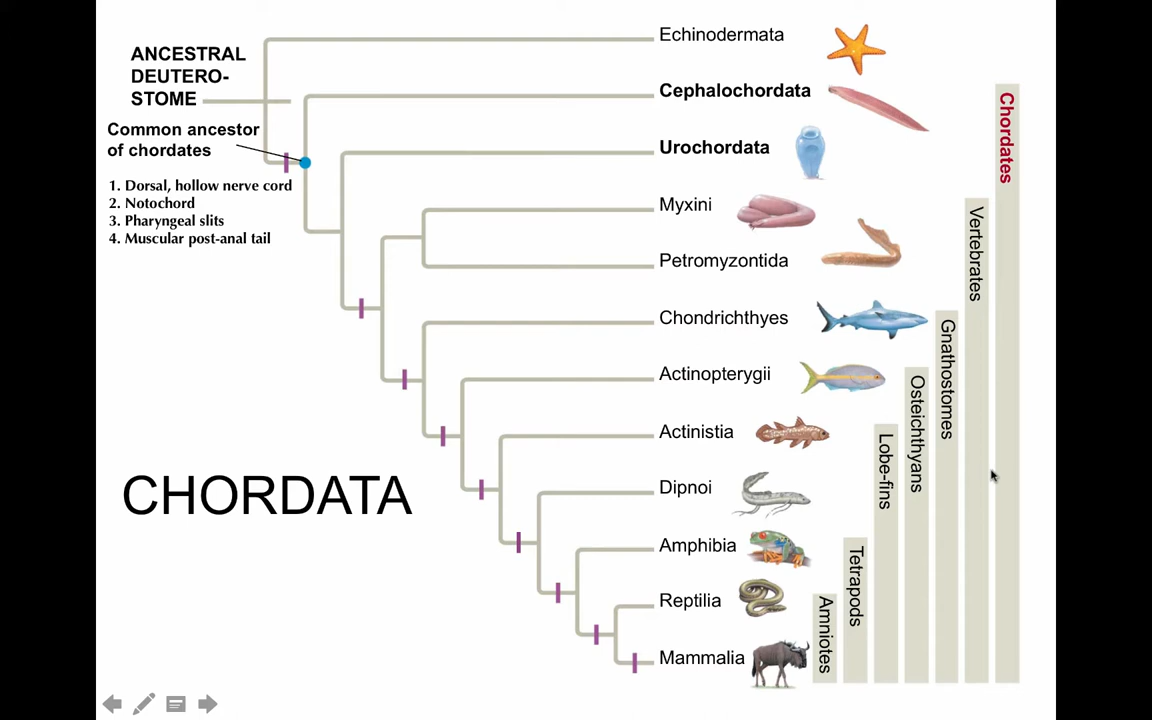 ANCESTRAL
DEUTERO-
STOME
Common ancestor
of chordates
1. Dorsal, hollow nerve cord
2. Notochord
3. Pharyngeal slits
4. Muscular post-anal tail
CHORDATA
Echinodermata
Cephalochordata
Urochordata
Myxini
Petromyzontida
Chondrichthyes
Actinopterygii
Actinistia
Dipnoi
Amphibia
Reptilia
Mammalia
Amniotes
Tetrapods
Lobe-fins
Osteichthyans
Gnathostomes
Vertebrates
Chordates